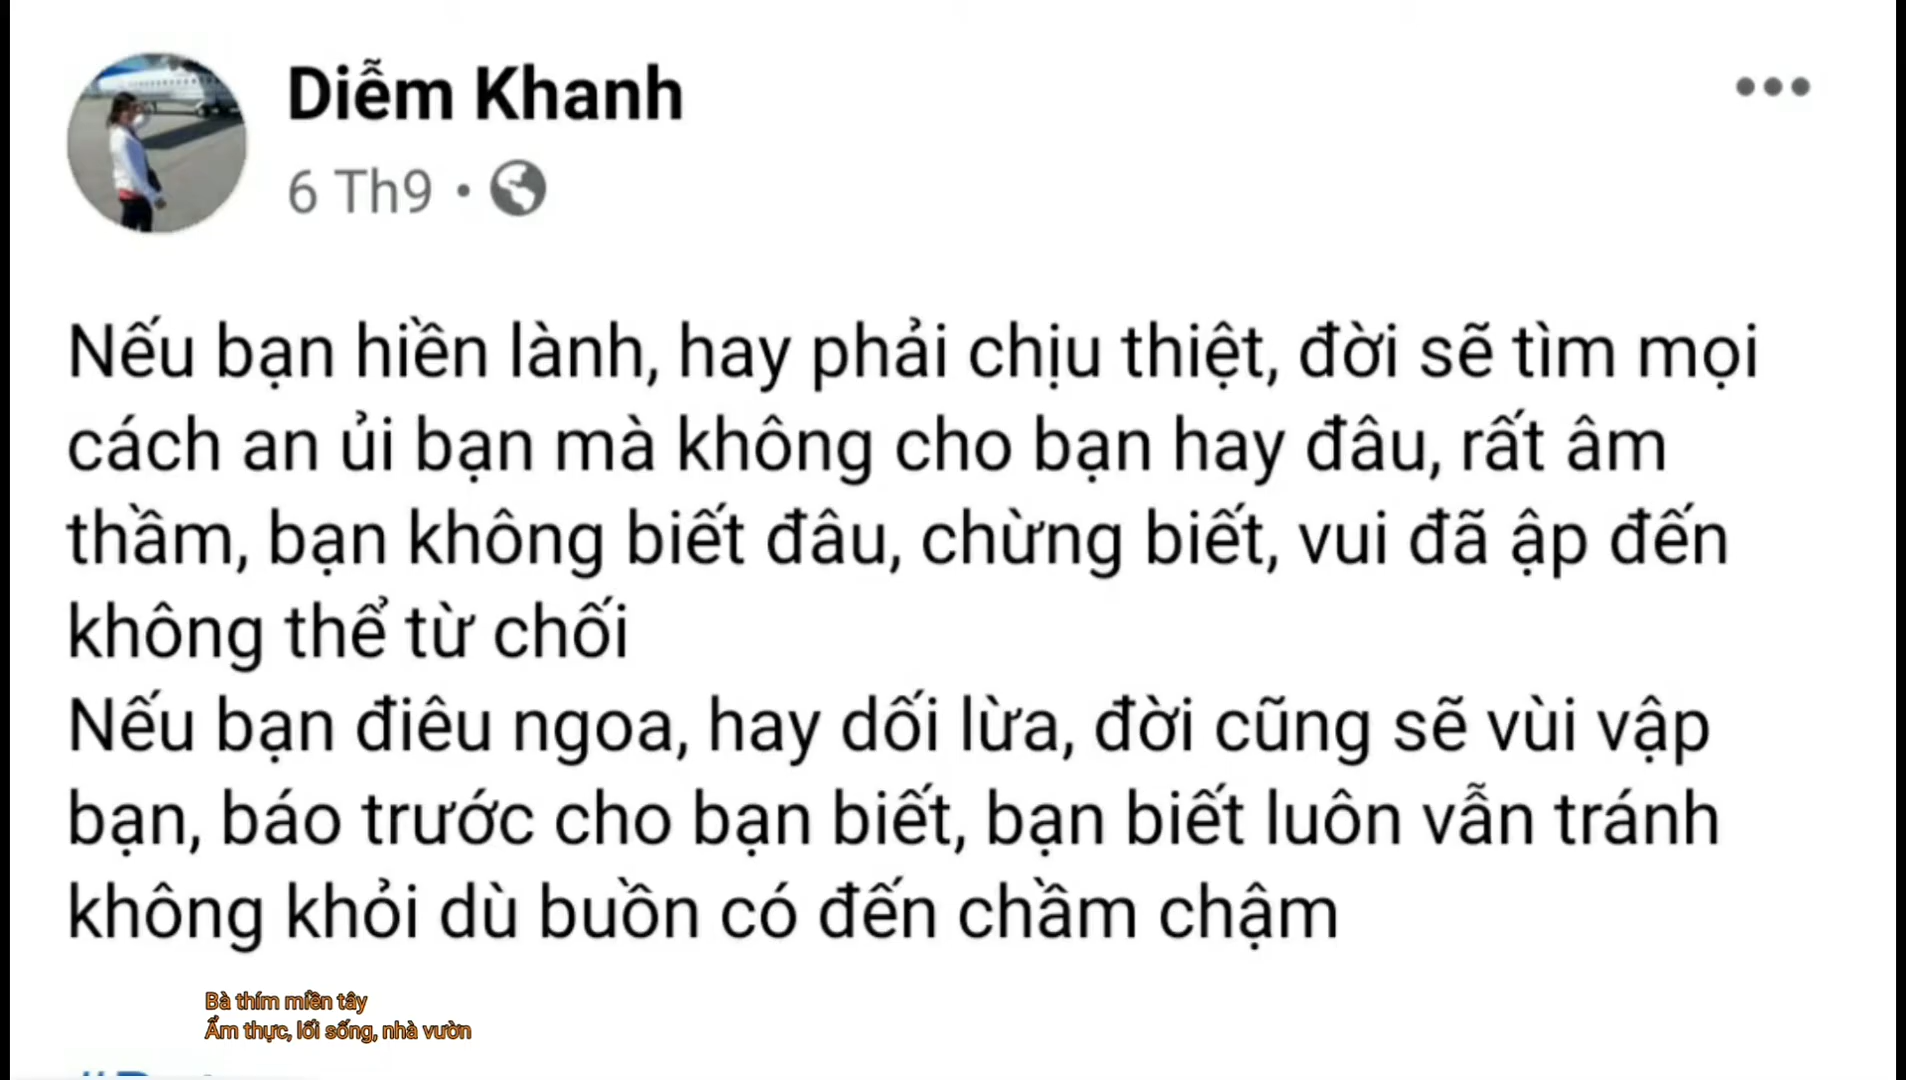 Diễm Khanh
6 Th9 •
Nếu bạn hiền lành, hay phải chịu thiệt, đời sẽ tìm mọi
cách an ủi bạn mà không cho bạn hay đâu, rất âm
thầm, bạn không biết đâu, chừng biết, vui đã ập đến
không thể từ chối
Nếu bạn điêu ngoa, hay dối lừa, đời cũng sẽ vùi vập
bạn, báo trước cho bạn biết, bạn biết luôn vẫn tránh
không khỏi dù buồn có đến chầm chậm
Bà thím miền tây
Ẩm thực, lối sống, nhà vườn